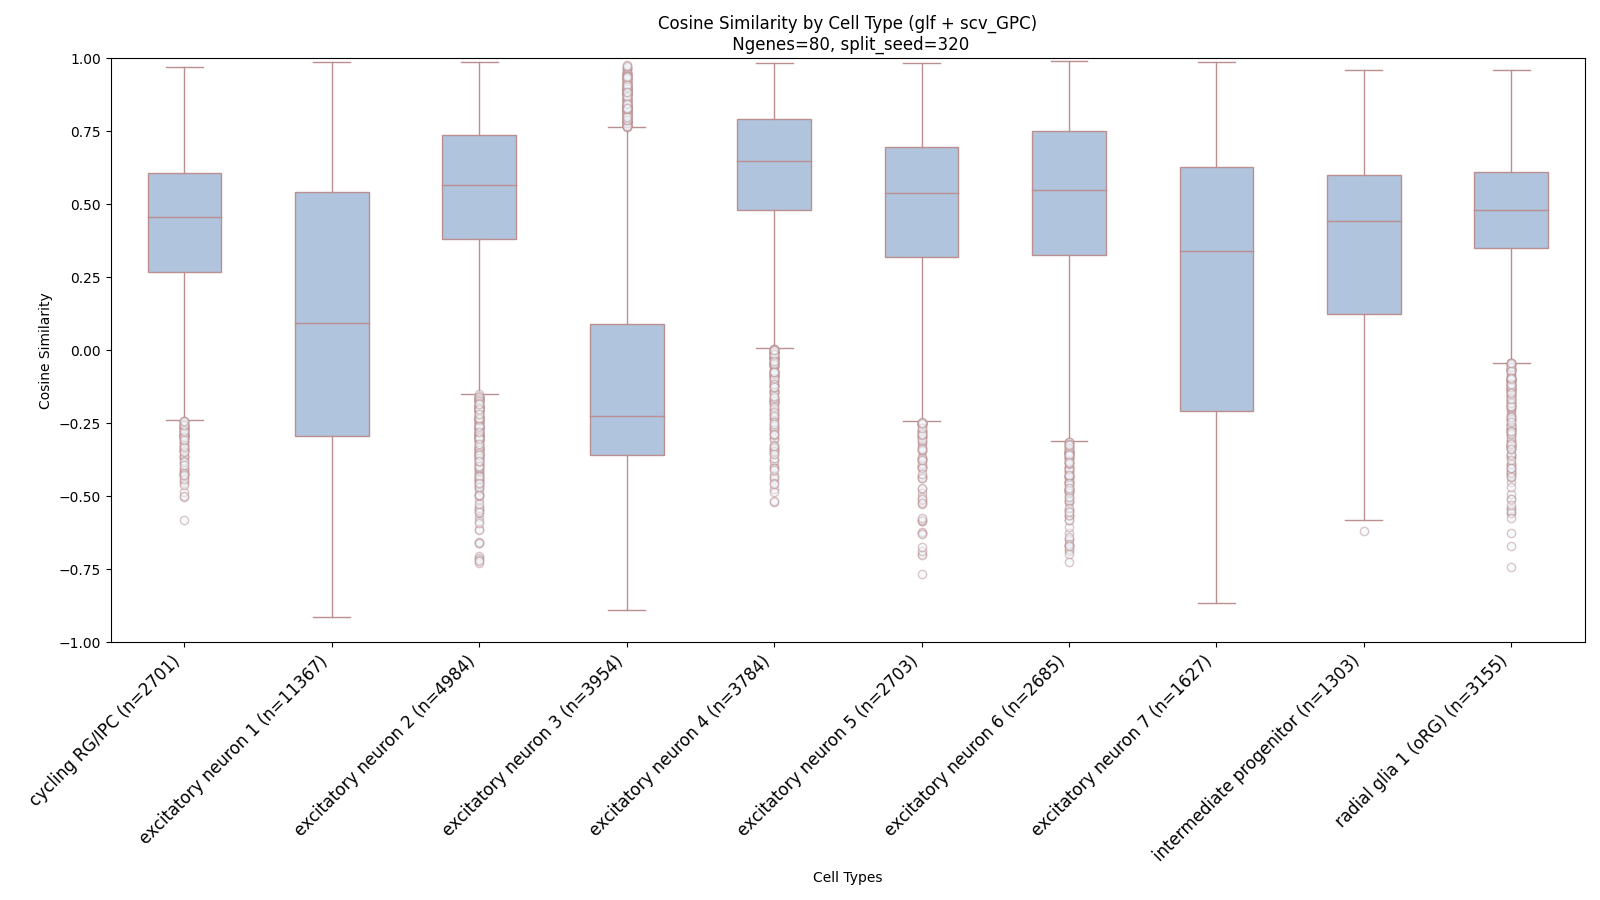 Cosine Similarity by Cell Type (glf + scv_GPC)
Ngenes=80, split_seed=320
1.00
0.75
0.50
0.25
0.00
−0.25
−0.50
−0.75
−1.00
Cosine Similarity
cycling RG/IPC (n=2701)
excitatory neuron 1 (n=11367)
excitatory neuron 2 (n=4984)
excitatory neuron 3 (n=3954)
excitatory neuron 4 (n=3784)
excitatory neuron 5 (n=2703)
excitatory neuron 6 (n=2685)
excitatory neuron 7 (n=1627)
intermediate progenitor (n=1303)
radial glia 1 (oRG) (n=3155)
Cell Types